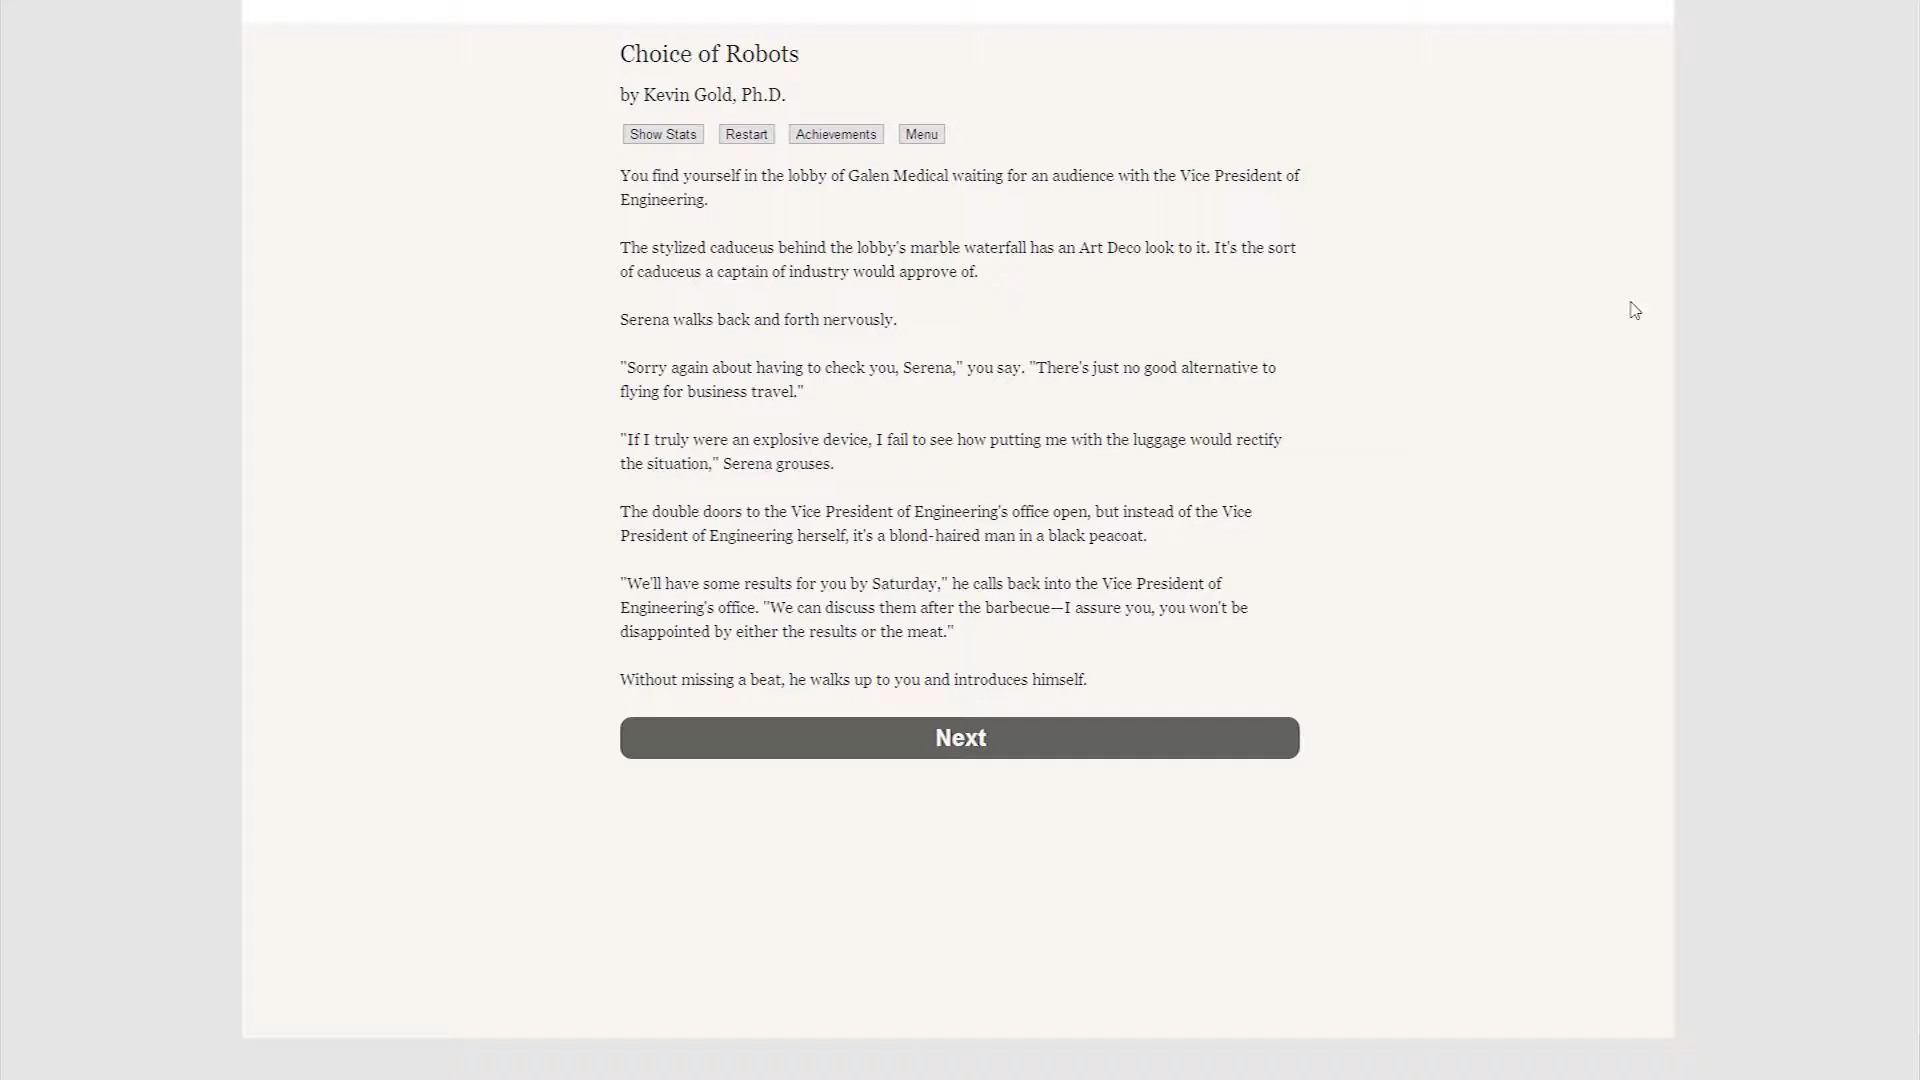 Choice of Robots
by Kevin Gold, Ph.D.
Show Stats Restart Achievements Menu
You find yourself in the lobby of Galen Medical waiting for an audience with the Vice President of
Engineering.
The stylized caduceus behind the lobby's marble waterfall has an Art Deco look to it. It's the sort
of caduceus a captain of industry would approve of.
Serena walks back and forth nervously.
"Sorry again about having to check you, Serena," you say. "There's just no good alternative to
flying for business travel."
"If I truly were an explosive device, I fail to see how putting me with the luggage would rectify
the situation," Serena grouses.
The double doors to the Vice President of Engineering's office open, but instead of the Vice
President of Engineering herself, it's a blond-haired man in a black peacoat.
"We'll have some results for you by Saturday," he calls back into the Vice President of
Engineering's office. "We can discuss them after the barbecue—I assure you, you won't be
disappointed by either the results or the meat."
Without missing a beat, he walks up to you and introduces himself.
Next